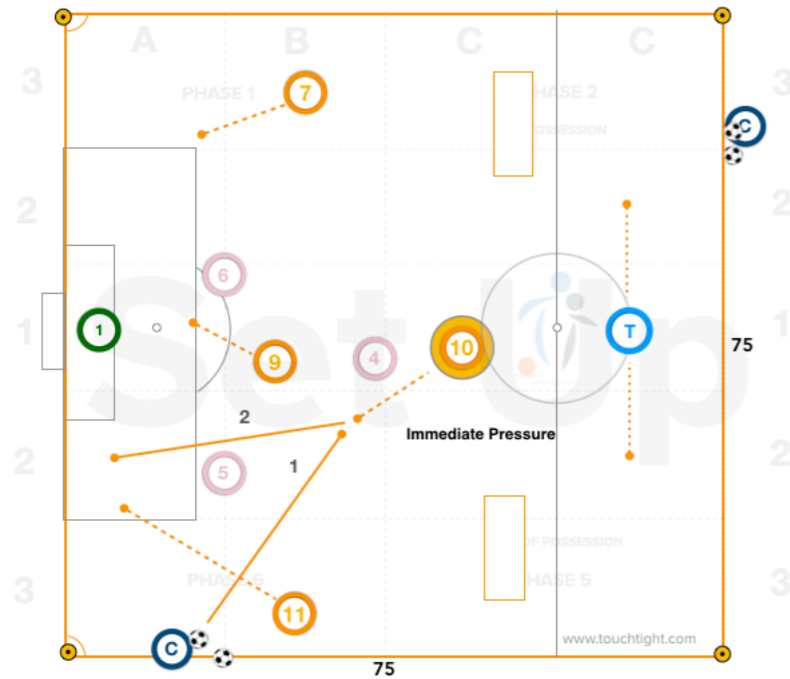 A B C C
3 3
7
PHASE 1 PHASE 2
POSSESSION
C
2 2
6
Set Up
1 1 T 1
10
4
9
75
2
Immediate Pressure
2 2
5
1
OF POSSESSION
3 PHASE 6 PHASE 5 3
11
www.touchtight.com
C
75